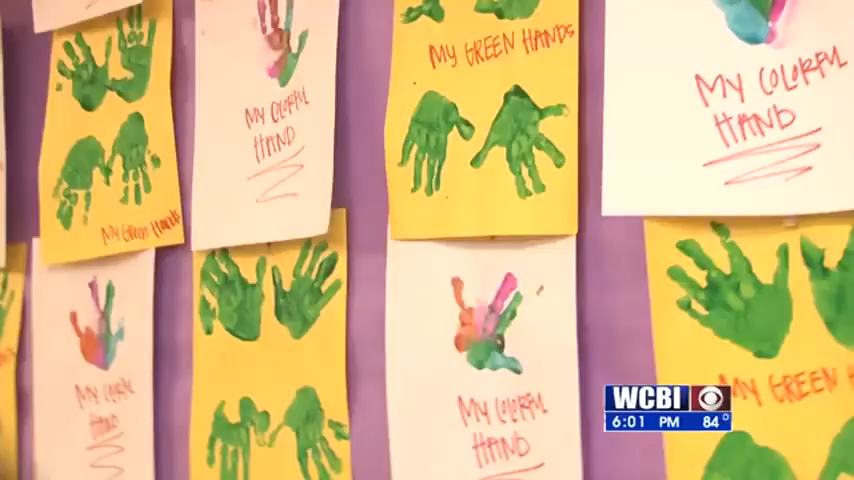 MY GREEN HANDS
MY COLORFUL
HAND
MY COLORFUL
HAND
My Green Hands
MY COLORFUL
HAND
MY COLORFUL
HAND
MY GREEN
WCBI
6:01 PM 84°